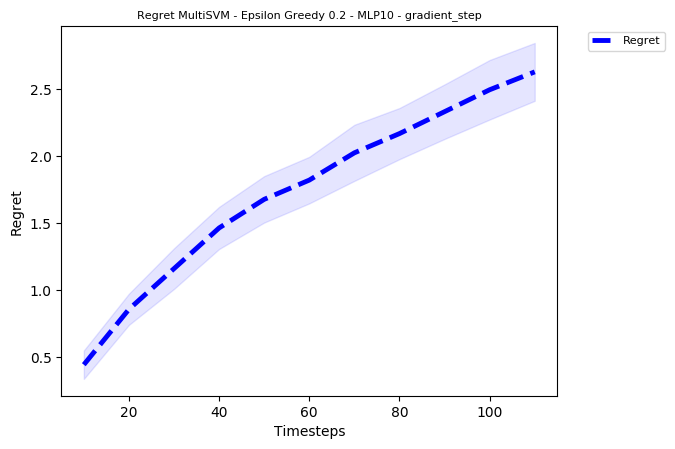 Regret MultiSVM - Epsilon Greedy 0.2 - MLP10 - gradient_step
Regret
2.5
2.0
1.5
1.0
0.5
Regret
20 40 60 80 100
Timesteps